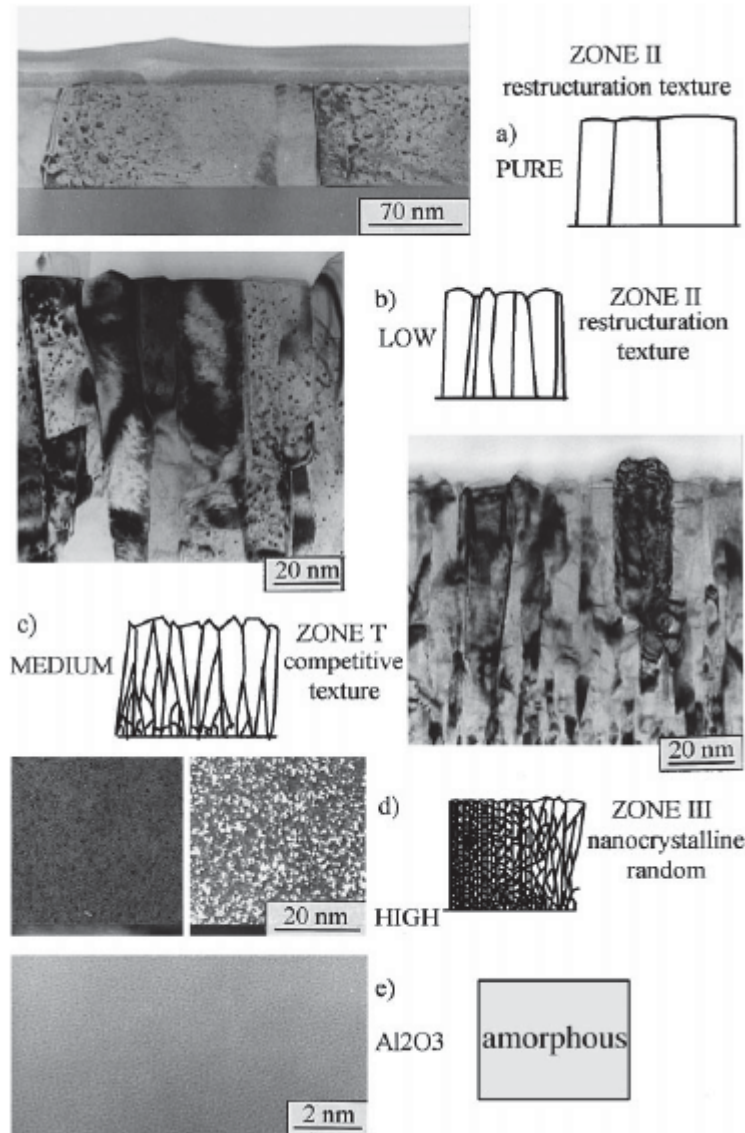 ZONE II
restructuration texture
a)
PURE
70 nm
b)
LOW
ZONE II
restructuration
texture
20 nm
c)
MEDIUM
ZONE T
competitive
texture
20 nm
d)
HIGH
ZONE III
nanocrystalline
random
20 nm
e)
Al2O3
amorphous
2 nm